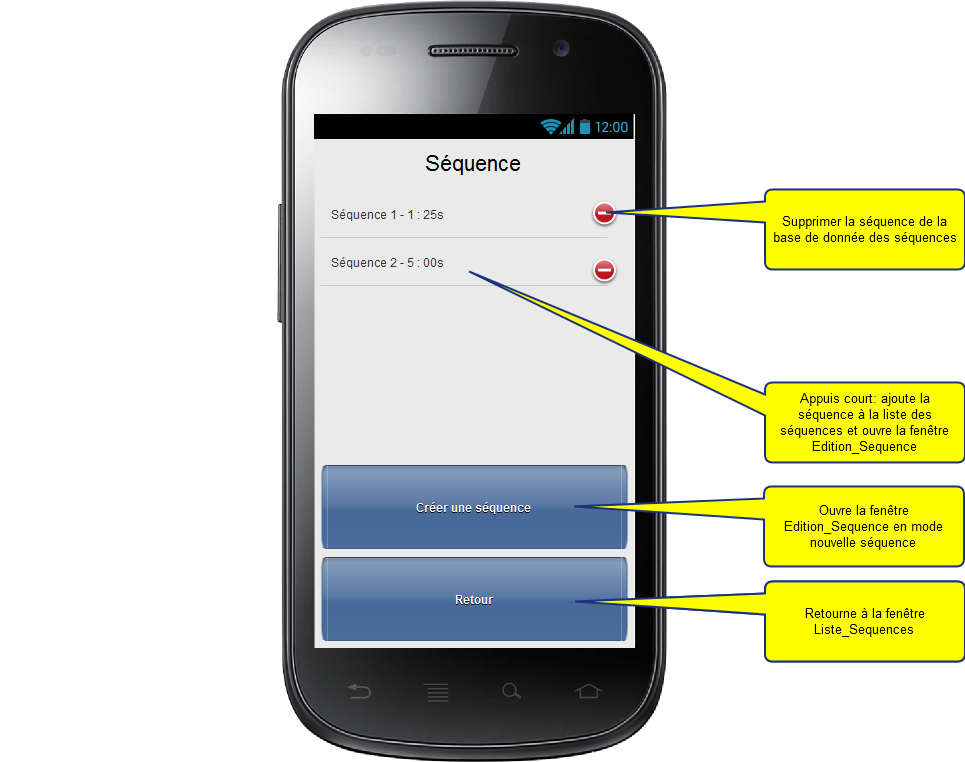 12:00
Séquence
Séquence 1 - 1 : 25s
Séquence 2 - 5 : 00s
Créer une séquence
Retour
Supprimer la séquence de la
base de donnée des séquences
Appuis court: ajoute la
séquence à la liste des
séquences et ouvre la fenêtre
Edition_Sequence
Ouvre la fenêtre
Edition_Sequence en mode
nouvelle séquence
Retourne à la fenêtre
Liste_Sequences